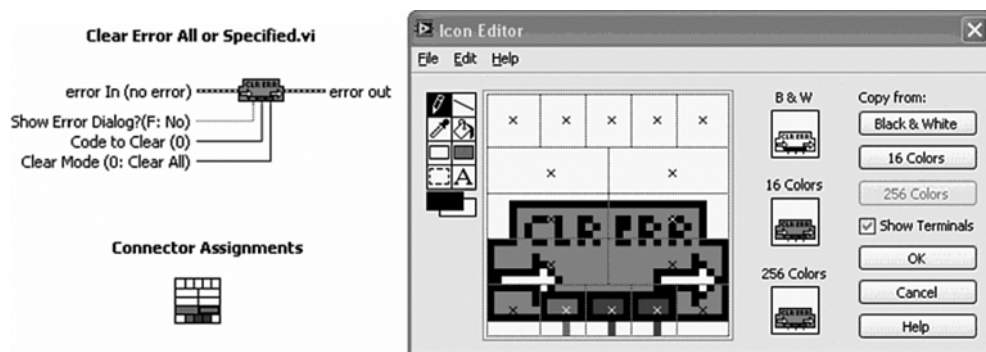 Clear Error All or Specified.vi
CLR ERR
error In (no error)
error out
Show Error Dialog?(F: No)
Code to Clear (0)
Clear Mode (0: Clear All)
Connector Assignments
Icon Editor
File Edit Help
A
CLR ERR
B & W
16 Colors
256 Colors
Copy from:
Black & White
16 Colors
256 Colors
Show Terminals
OK
Cancel
Help